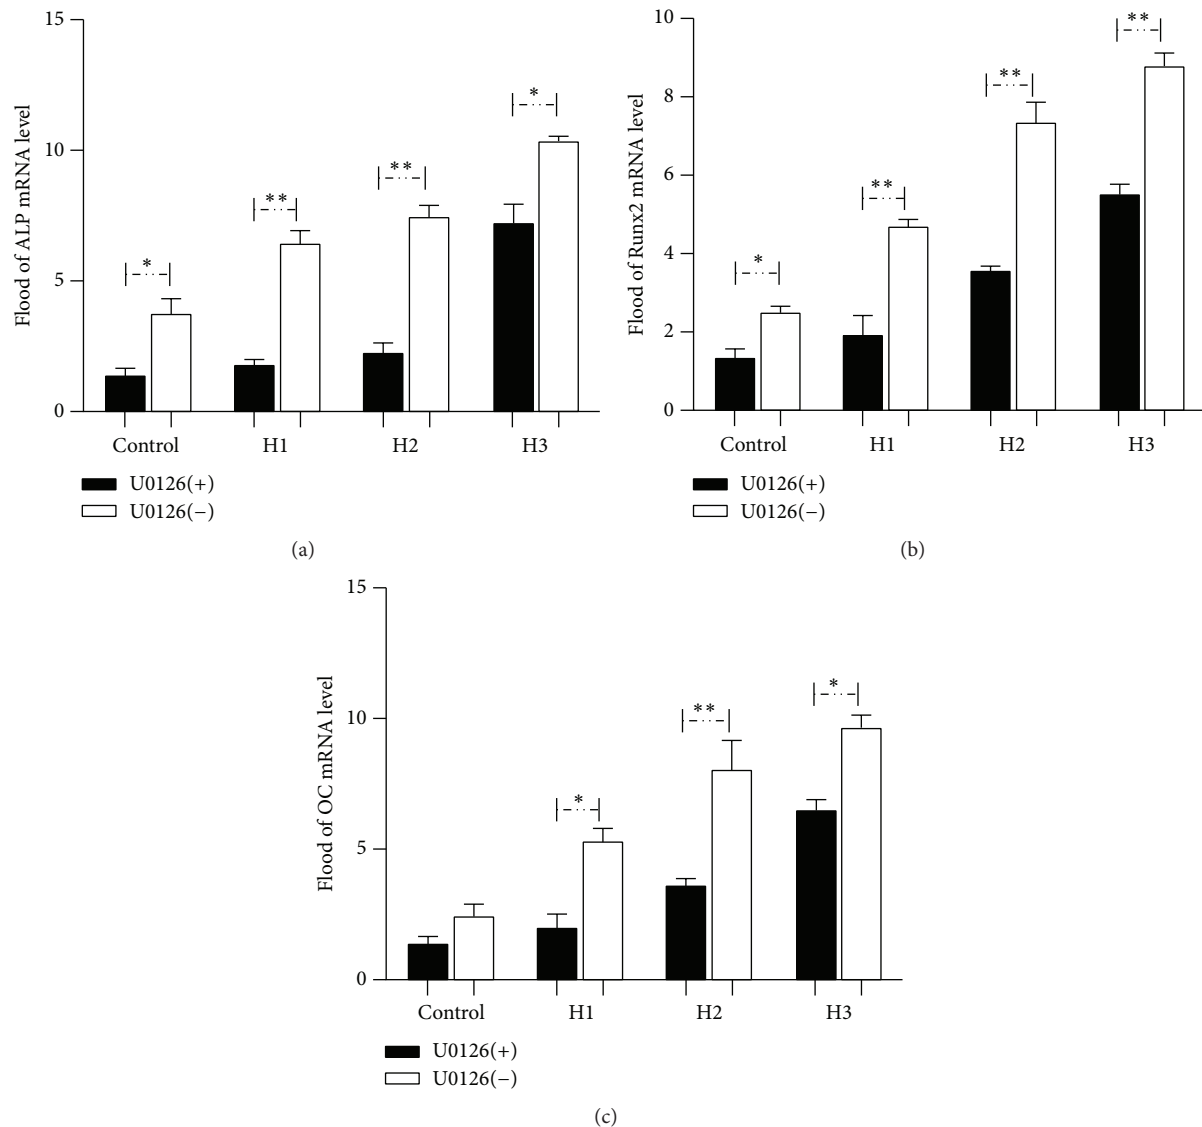 15
10
5
0
Flood of ALP mRNA level
*
**
**
*
Control H1 H2 H3
U0126(+)
U0126(−)
(a)
10
8
6
4
2
0
Flood of Runx2 mRNA level
*
**
**
**
Control H1 H2 H3
U0126(+)
U0126(−)
(b)
15
10
5
0
Flood of OC mRNA level
*
**
*
Control H1 H2 H3
U0126(+)
U0126(−)
(c)